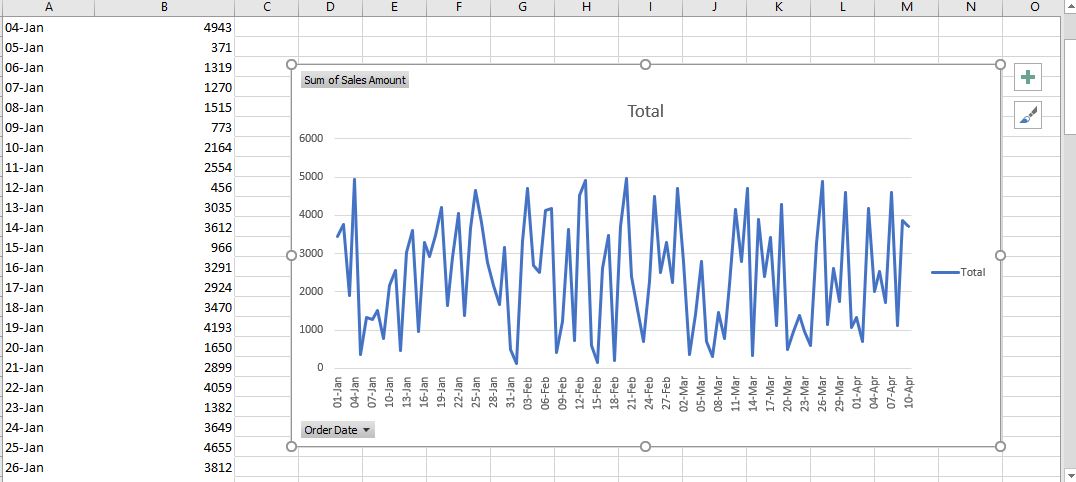 A B C D E F G H I J K L M N O
04-Jan 4943
05-Jan 371
06-Jan 1319
07-Jan 1270
08-Jan 1515
09-Jan 773
10-Jan 2164
11-Jan 2554
12-Jan 456
13-Jan 3035
14-Jan 3612
15-Jan 966
16-Jan 3291
17-Jan 2924
18-Jan 3470
19-Jan 4193
20-Jan 1650
21-Jan 2899
22-Jan 4059
23-Jan 1382
24-Jan 3649
25-Jan 4655
26-Jan 3812
Sum of Sales Amount
Total
6000
5000
4000
3000
2000
1000
0
01-Jan 04-Jan 07-Jan 10-Jan 13-Jan 16-Jan 19-Jan 22-Jan 25-Jan 28-Jan 31-Jan 03-Feb 06-Feb 09-Feb 12-Feb 15-Feb 18-Feb 21-Feb 24-Feb 27-Feb 02-Mar 05-Mar 08-Mar 11-Mar 14-Mar 17-Mar 20-Mar 23-Mar 26-Mar 29-Mar 01-Apr 04-Apr 07-Apr 10-Apr
Total
Order Date